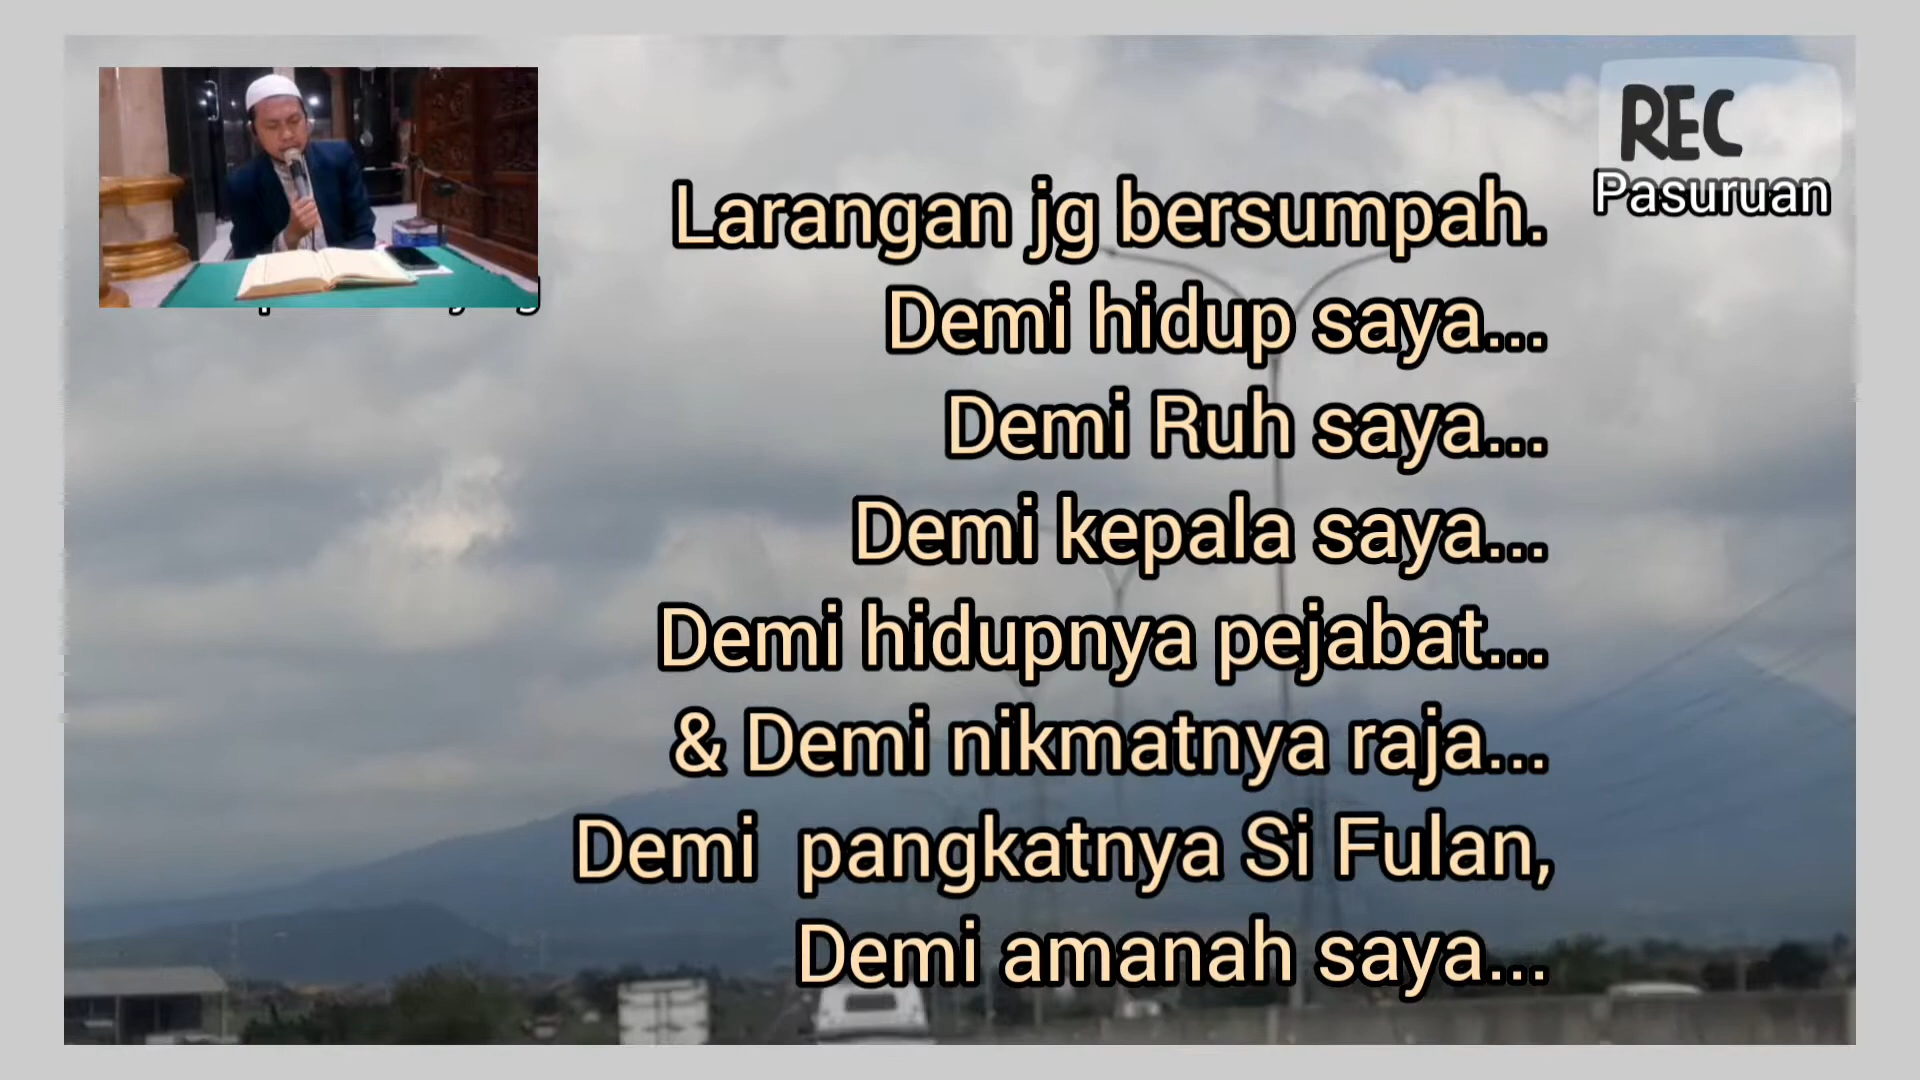 REC
Pasuruan
Larangan jg bersumpah.
Demi hidup saya...
Demi Ruh saya...
Demi kepala saya...
Demi hidupnya pejabat...
& Demi nikmatnya raja...
Demi  pangkatnya Si Fulan,
Demi amanah saya...